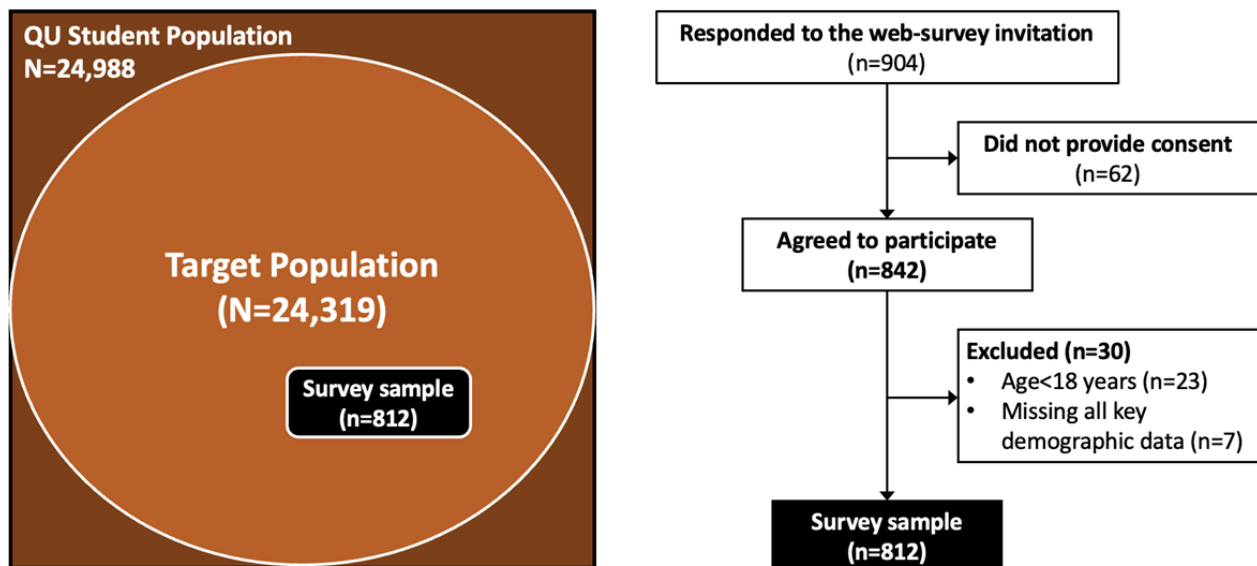 QU Student Population
N=24,988
Target Population
(N=24,319)
Survey sample
(n=812)
Responded to the web-survey invitation
(n=904)
Did not provide consent
(n=62)
Agreed to participate
(n=842)
Excluded (n=30)
• Age<18 years (n=23)
• Missing all key
demographic data (n=7)
Survey sample
(n=812)